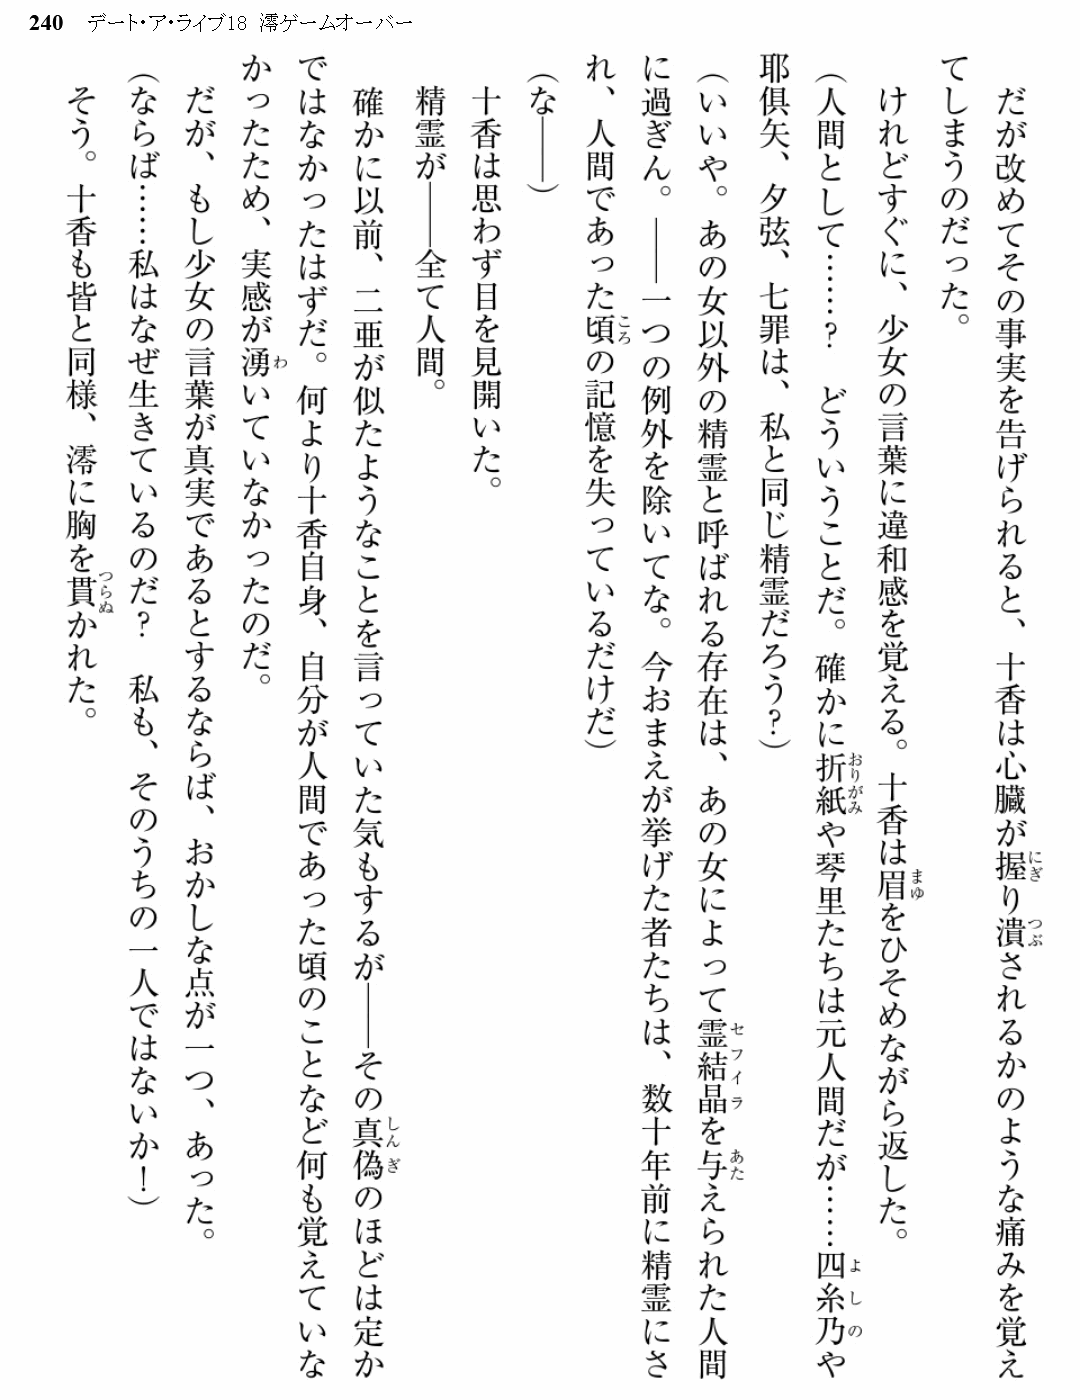 240 デート・ア・ライブ18 澪ゲームオーバー
だが改めてその事実を告げられると、十香は心臓が握り潰されるかのような痛みを覚え
てしまうのだった。
けれどすぐに、少女の言葉に違和感を覚える。十香は眉をひそめながら返した。
（人間として……？　どういうことだ。確かに折紙や琴里たちは元人間だが……四糸乃や
耶倶矢、夕弦、七罪は、私と同じ精霊だろう？）
（いいや。あの女以外の精霊と呼ばれる存在は、あの女によって霊結晶を与えられた人間
に過ぎん。――一つの例外を除いてな。今おまえが挙げた者たちは、数十年前に精霊にさ
れ、人間であった頃の記憶を失っているだけだ）
（な――）
十香は思わず目を見開いた。
精霊が――全て人間。
確かに以前、二亜が似たようなことを言っていた気もするが――その真偽のほどは定か
ではなかったはずだ。何より十香自身、自分が人間であった頃のことなど何も覚えていな
かったため、実感が湧いていなかったのだ。
だが、もし少女の言葉が真実であるとするならば、おかしな点が一つ、あった。
（ならば……私はなぜ生きているのだ？　私も、そのうちの一人ではないか！）
そう。十香も皆と同様、澪に胸を貫かれた。